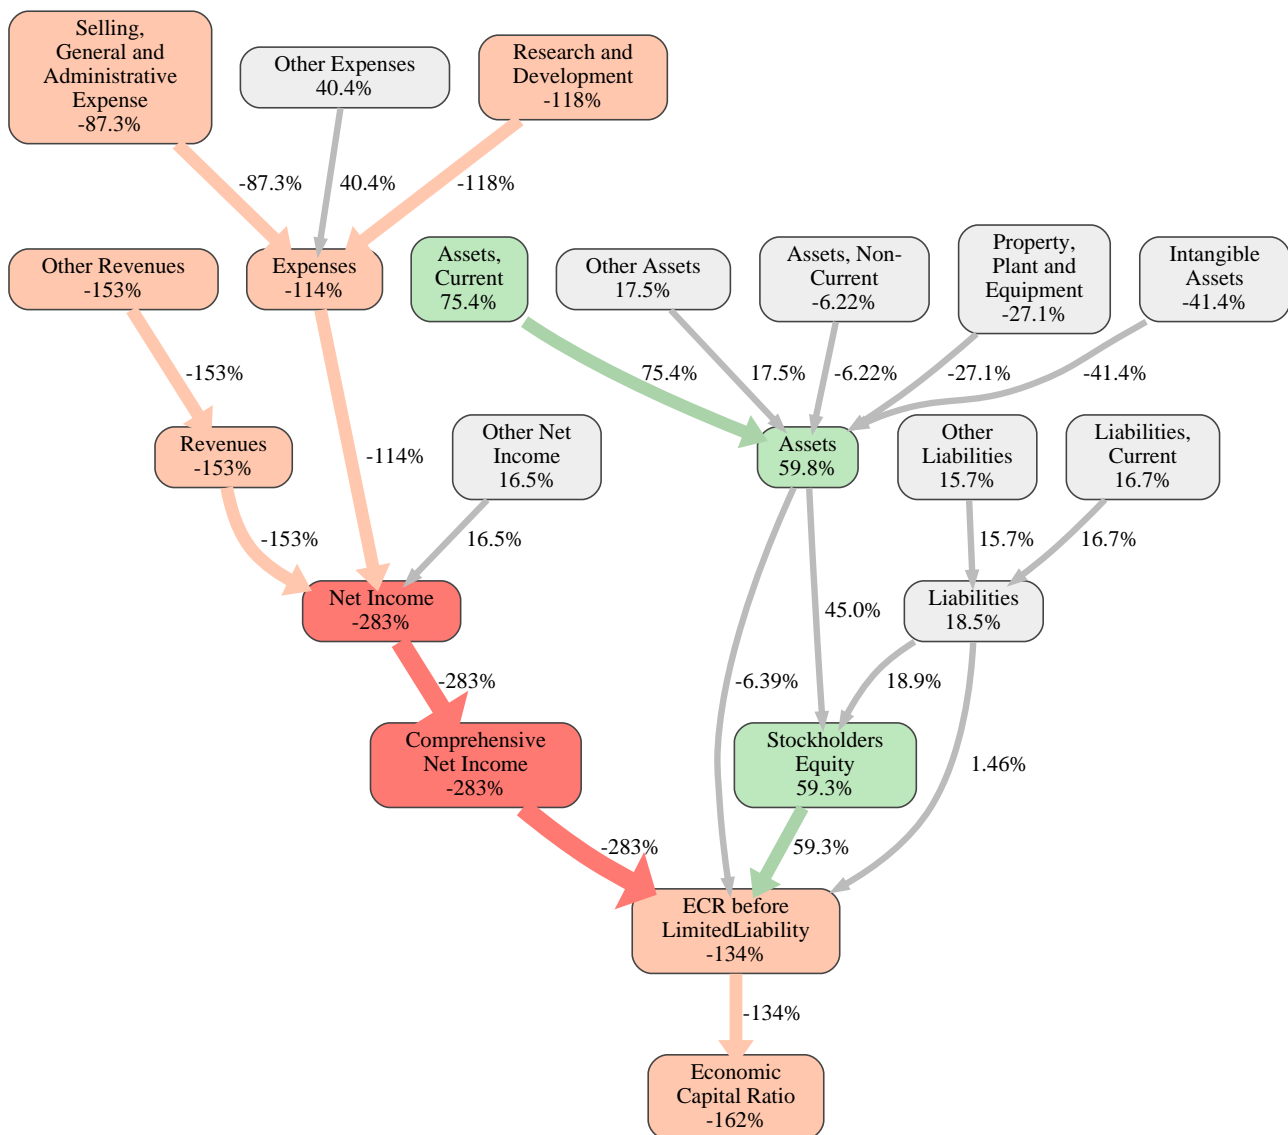 Selling,
General and
Administrative
Expense
-87.3%
Other Expenses
40.4%
Research and
Development
-118%
-87.3%
40.4%
-118%
Other Revenues
-153%
Expenses
-114%
Assets,
Current
75.4%
Other Assets
17.5%
Assets, Non-
Current
-6.22%
Property,
Plant and
Equipment
-27.1%
Intangible
Assets
-41.4%
-153%
75.4%
17.5%
-6.22%
-27.1%
-41.4%
Revenues
-153%
-114%
Other Net
Income
16.5%
Assets
59.8%
Other
Liabilities
15.7%
Liabilities,
Current
16.7%
-153%
16.5%
15.7%
16.7%
Net Income
-283%
45.0%
Liabilities
18.5%
-283%
-6.39%
18.9%
Comprehensive
Net Income
-283%
Stockholders
Equity
59.3%
1.46%
-283%
59.3%
ECR before
LimitedLiability
-134%
-134%
Economic
Capital Ratio
-162%